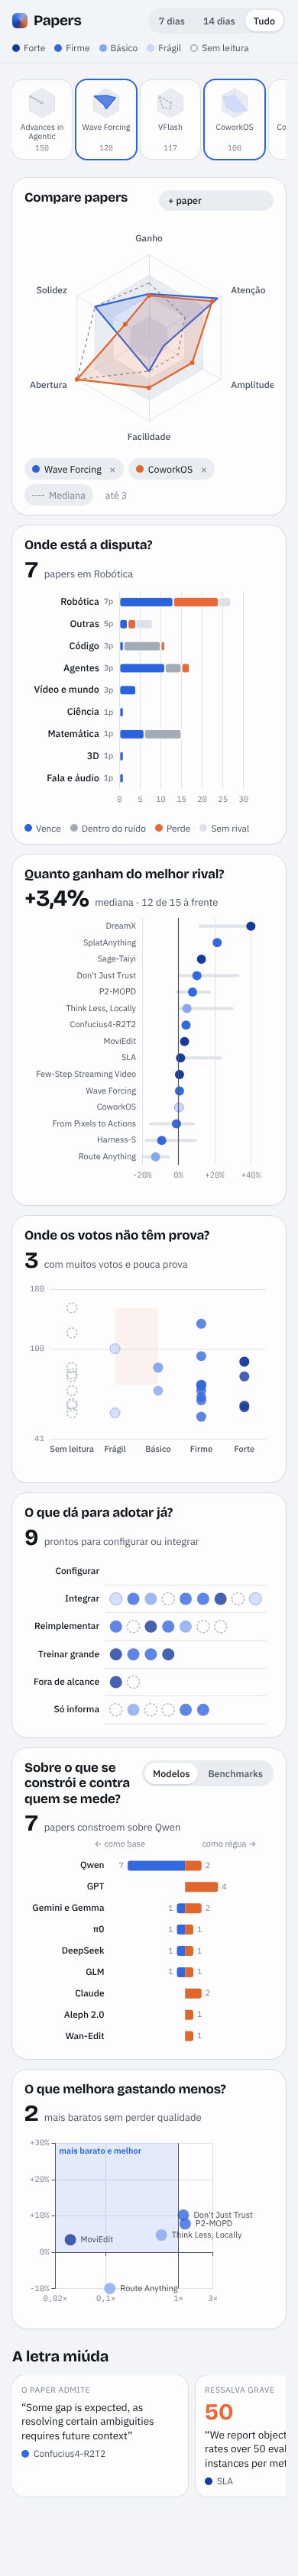 Papers
7 dias 14 dias Tudo
Forte Firme Básico Frágil Sem leitura
Advances in Agentic
150
Wave Forcing
128
VFlash
117
CoworkOS
100
Co
Compare papers
+ paper
Ganho
Solidez
Atenção
Abertura
Amplitude
Facilidade
Wave Forcing ×
CoworkOS ×
Mediana
até 3
Onde está a disputa?
7 papers em Robótica
Robótica 7p
Outras 5p
Código 3p
Agentes 3p
Vídeo e mundo 3p
Ciência 1p
Matemática 1p
3D 1p
Fala e áudio 1p
0 5 10 15 20 25 30
Vence Dentro do ruído Perde Sem rival
Quanto ganham do melhor rival?
+3,4% mediana · 12 de 15 à frente
DreamX
SplatAnything
Sage-Taiyi
Don't Just Trust
P2-MOPD
Think Less, Locally
Confucius4-R2T2
MoviEdit
SLA
Few-Step Streaming Video
Wave Forcing
CoworkOS
From Pixels to Actions
Harness-S
Route Anything
-20% 0% +20% +40%
Onde os votos não têm prova?
3 com muitos votos e pouca prova
180
100
41
Sem leitura Frágil Básico Firme Forte
O que dá para adotar já?
9 prontos para configurar ou integrar
Configurar
Integrar
Reimplementar
Treinar grande
Fora de alcance
Só informa
Sobre o que se constrói e contra quem se mede?
Modelos Benchmarks
7 papers constroem sobre Qwen
← como base como régua →
Qwen 7 2
GPT 4
Gemini e Gemma 1 2
π0 1 1
DeepSeek 1 1
GLM 1 1
Claude 2
Aleph 2.0 1
Wan-Edit 1
O que melhora gastando menos?
2 mais baratos sem perder qualidade
+30%
mais barato e melhor
+20%
+10%
Don't Just Trust
P2-MOPD
Think Less, Locally
MoviEdit
0%
-10%
Route Anything
0,02× 0,1× 1× 3×
A letra miúda
O PAPER ADMITE
“Some gap is expected, as
resolving certain ambiguities
requires future context”
Confucius4-R2T2
RESSALVA GRAVE
50
“We report object
rates over 50 eval
instances per met
SLA